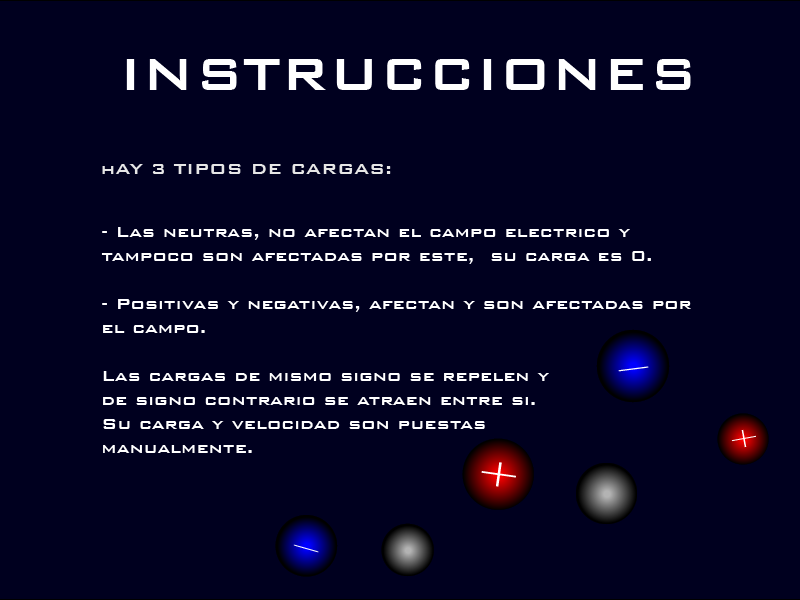 INSTRUCCIONES
HAY 3 TIPOS DE CARGAS:
- LAS NEUTRAS, NO AFECTAN EL CAMPO ELECTRICO Y
TAMPOCO SON AFECTADAS POR ESTE, SU CARGA ES 0.
- POSITIVAS Y NEGATIVAS, AFECTAN Y SON AFECTADAS POR
EL CAMPO.
LAS CARGAS DE MISMO SIGNO SE REPELEN Y
DE SIGNO CONTRARIO SE ATRAEN ENTRE SI.
SU CARGA Y VELOCIDAD SON PUESTAS
MANUALMENTE.